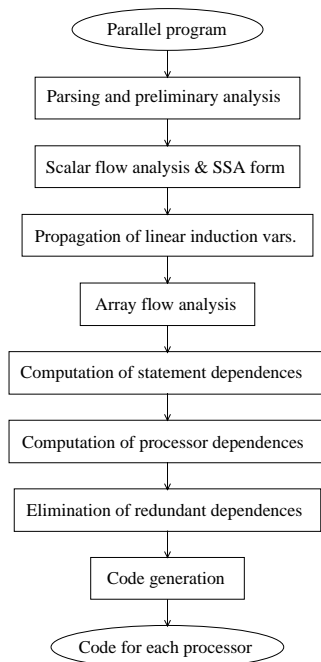 Parallel program
Parsing and preliminary analysis
Scalar flow analysis & SSA form
Propagation of linear induction vars.
Array flow analysis
Computation of statement dependences
Computation of processor dependences
Elimination of redundant dependences
Code generation
Code for each processor